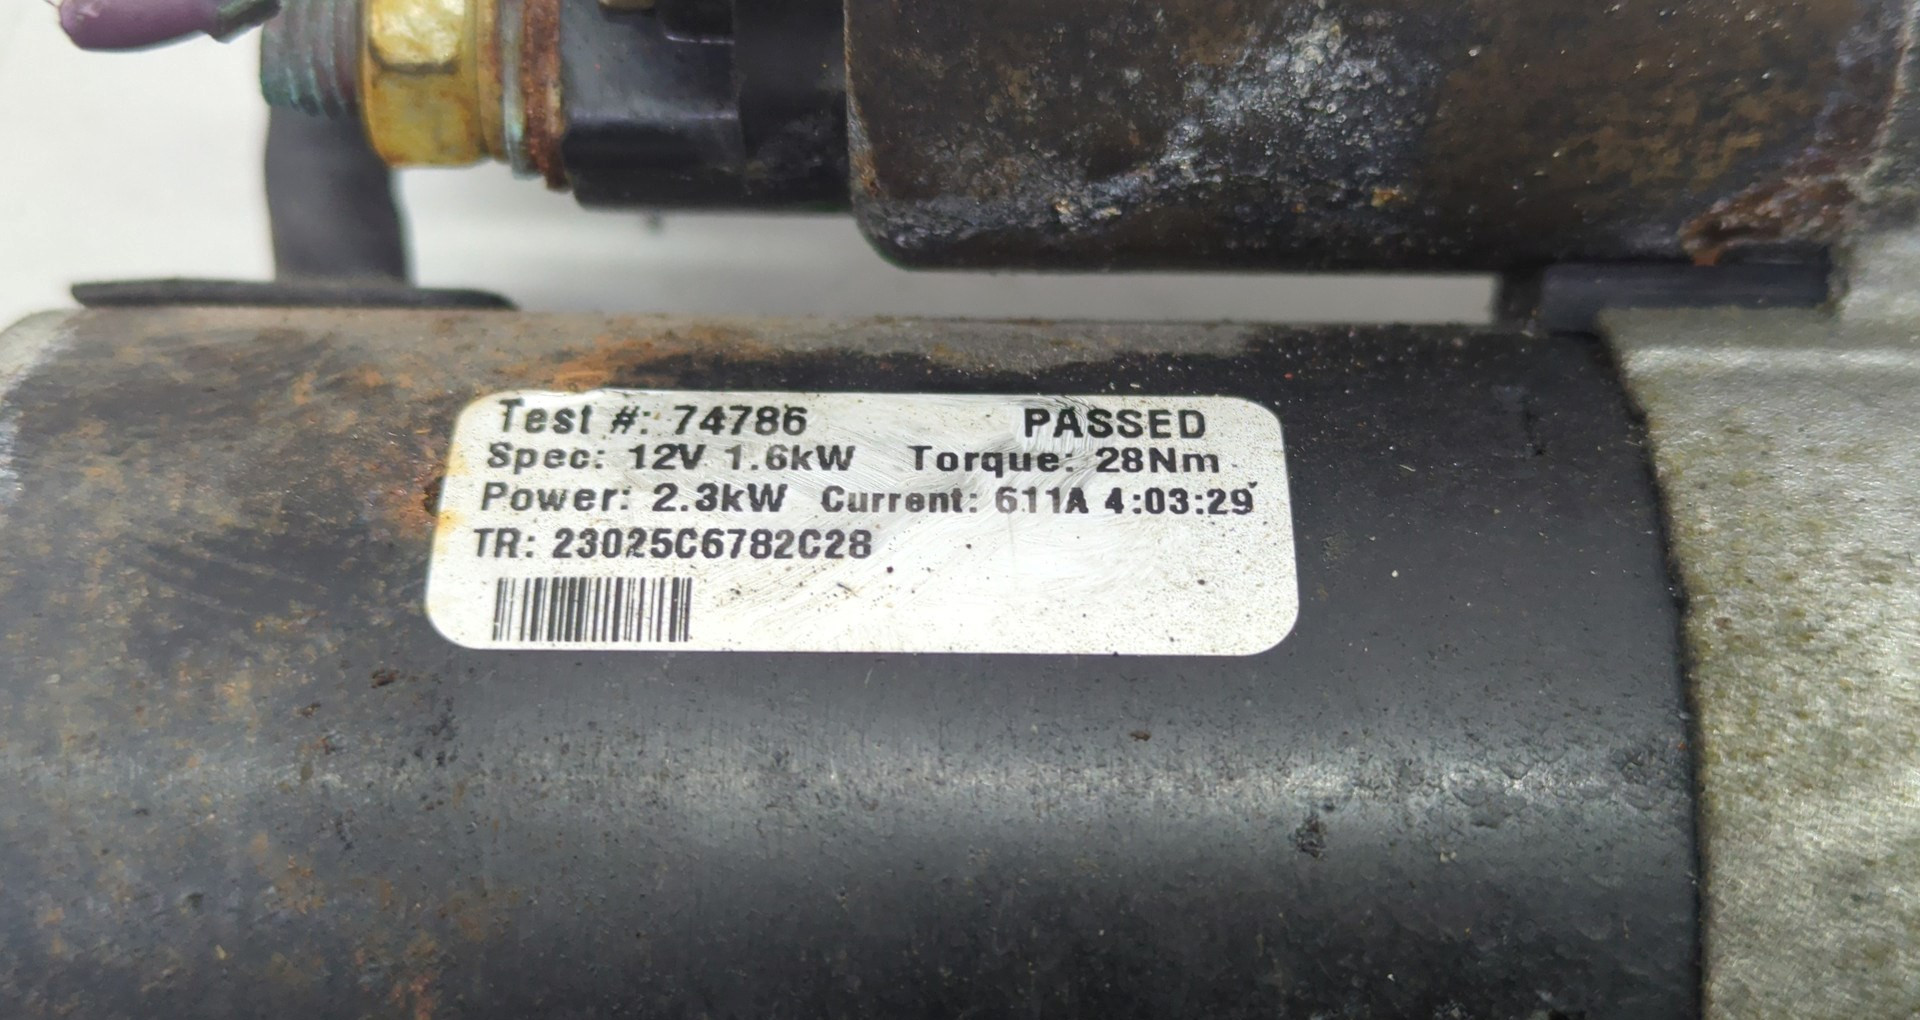 Test #: 74786 PASSED
Spec: 12V 1.6kW Torque: 28Nm
Power: 2.3kW Current: 611A 4:03:29
TR: 23025C6782C28